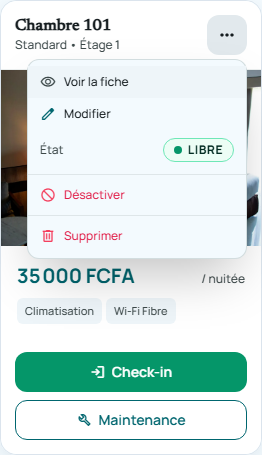 Chambre 101
Standard • Étage 1
Voir la fiche
Modifier
État
LIBRE
Désactiver
Supprimer
35 000 FCFA
/ nuitée
Climatisation
Wi-Fi Fibre
Check-in
Maintenance